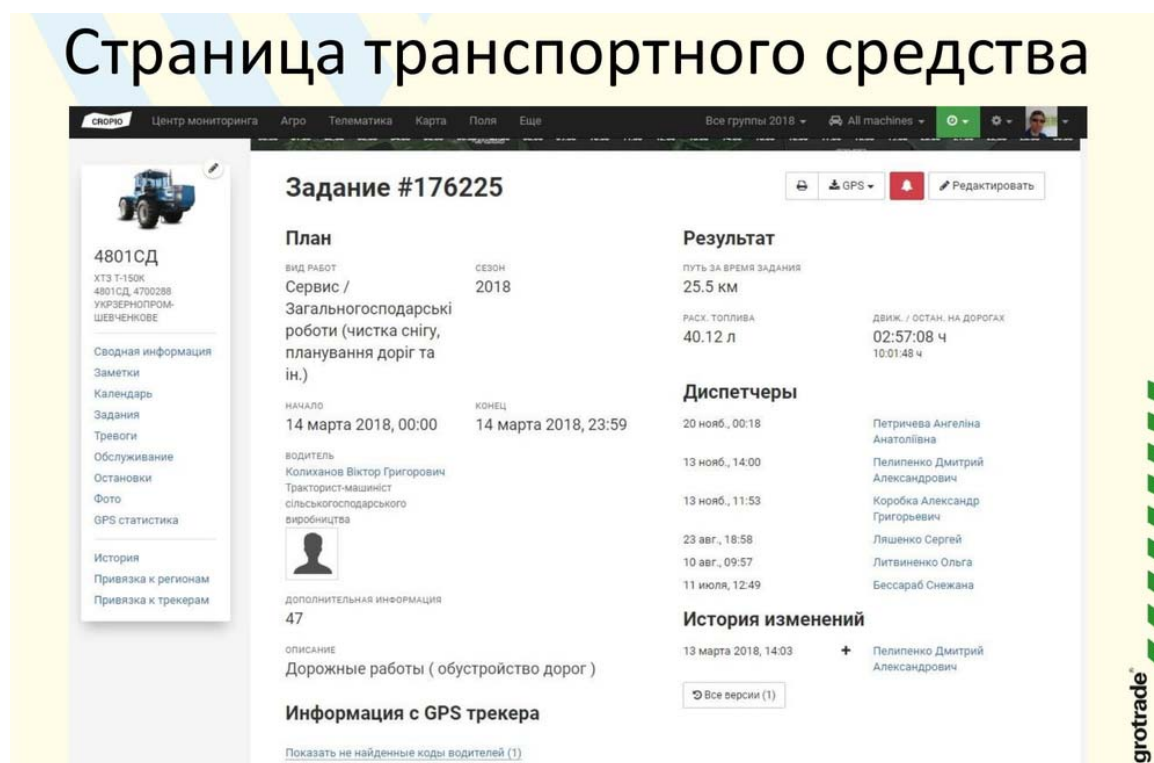 Страница транспортного средства
CROPIO Центр мониторинга Агро Телематика Карта Поля Еще Все группы 2018 All machines
4801СД
ХТЗ Т-150К
4801СД, 4700288
УКРЗЕРНОПРОМ-
ШЕВЧЕНКОВЕ
Сводная информация
Заметки
Календарь
Задания
Тревоги
Обслуживание
Остановки
Фото
GPS статистика
История
Привязка к регионам
Привязка к трекерам
Задание #176225
GPS
Редактировать
План
ВИД РАБОТ
Сервис /
Загальногосподарські
роботи (чистка снігу,
планування доріг та
ін.)
СЕЗОН
2018
НАЧАЛО
14 марта 2018, 00:00
КОНЕЦ
14 марта 2018, 23:59
ВОДИТЕЛЬ
Колиханов Віктор Григорович
Тракторист-машиніст
сільськогосподарського
виробництва
ДОПОЛНИТЕЛЬНАЯ ИНФОРМАЦИЯ
47
ОПИСАНИЕ
Дорожные работы ( обустройство дорог )
Информация с GPS трекера
Показать не найденные коды водителей (1)
Результат
ПУТЬ ЗА ВРЕМЯ ЗАДАНИЯ
25.5 км
РАСХ. ТОПЛИВА
40.12 л
ДВИЖ. / ОСТАН. НА ДОРОГАХ
02:57:08 ч
10:01:48 ч
Диспетчеры
20 нояб., 00:18 Петричева Ангеліна
Анатоліївна
13 нояб., 14:00 Пелипенко Дмитрий
Александрович
13 нояб., 11:53 Коробка Александр
Григорьевич
23 авг., 18:58 Ляшенко Сергей
10 авг., 09:57 Литвиненко Ольга
11 июля, 12:49 Бессараб Снежана
История изменений
13 марта 2018, 14:03 + Пелипенко Дмитрий
Александрович
Все версии (1)
grotrade®